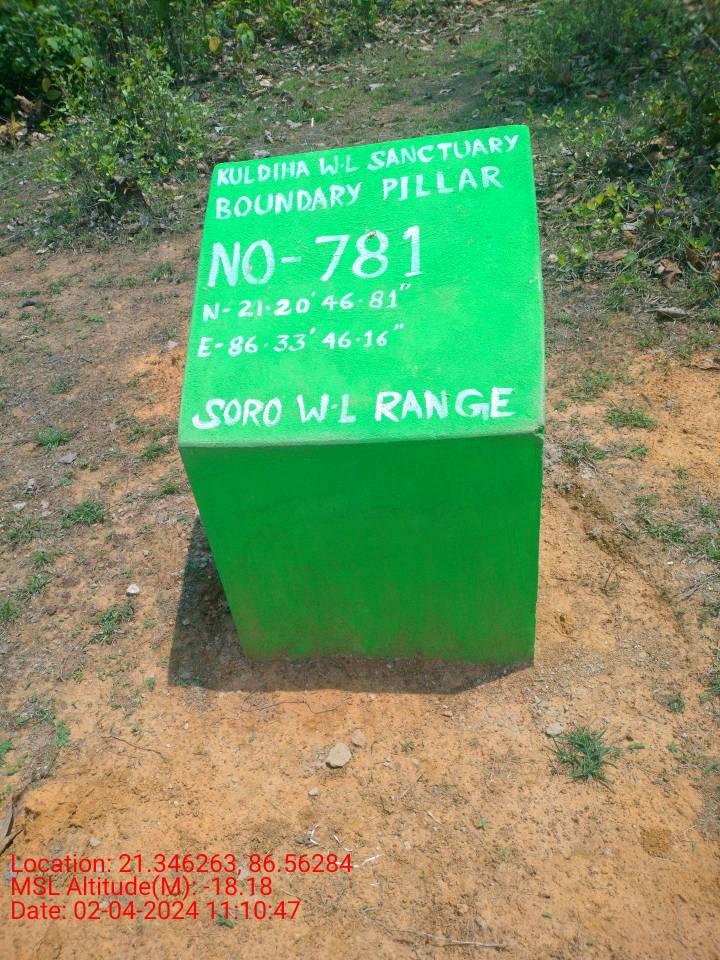 KULDIHA W.L SANCTUARY
BOUNDARY PILLAR
NO-781
N-21.20'46.81"
E-86.33'46.16"
SORO W.L RANGE
Location: 21.346263, 86.56284
MSL Altitude(M): -18.18
Date: 02-04-2024 11:10:47